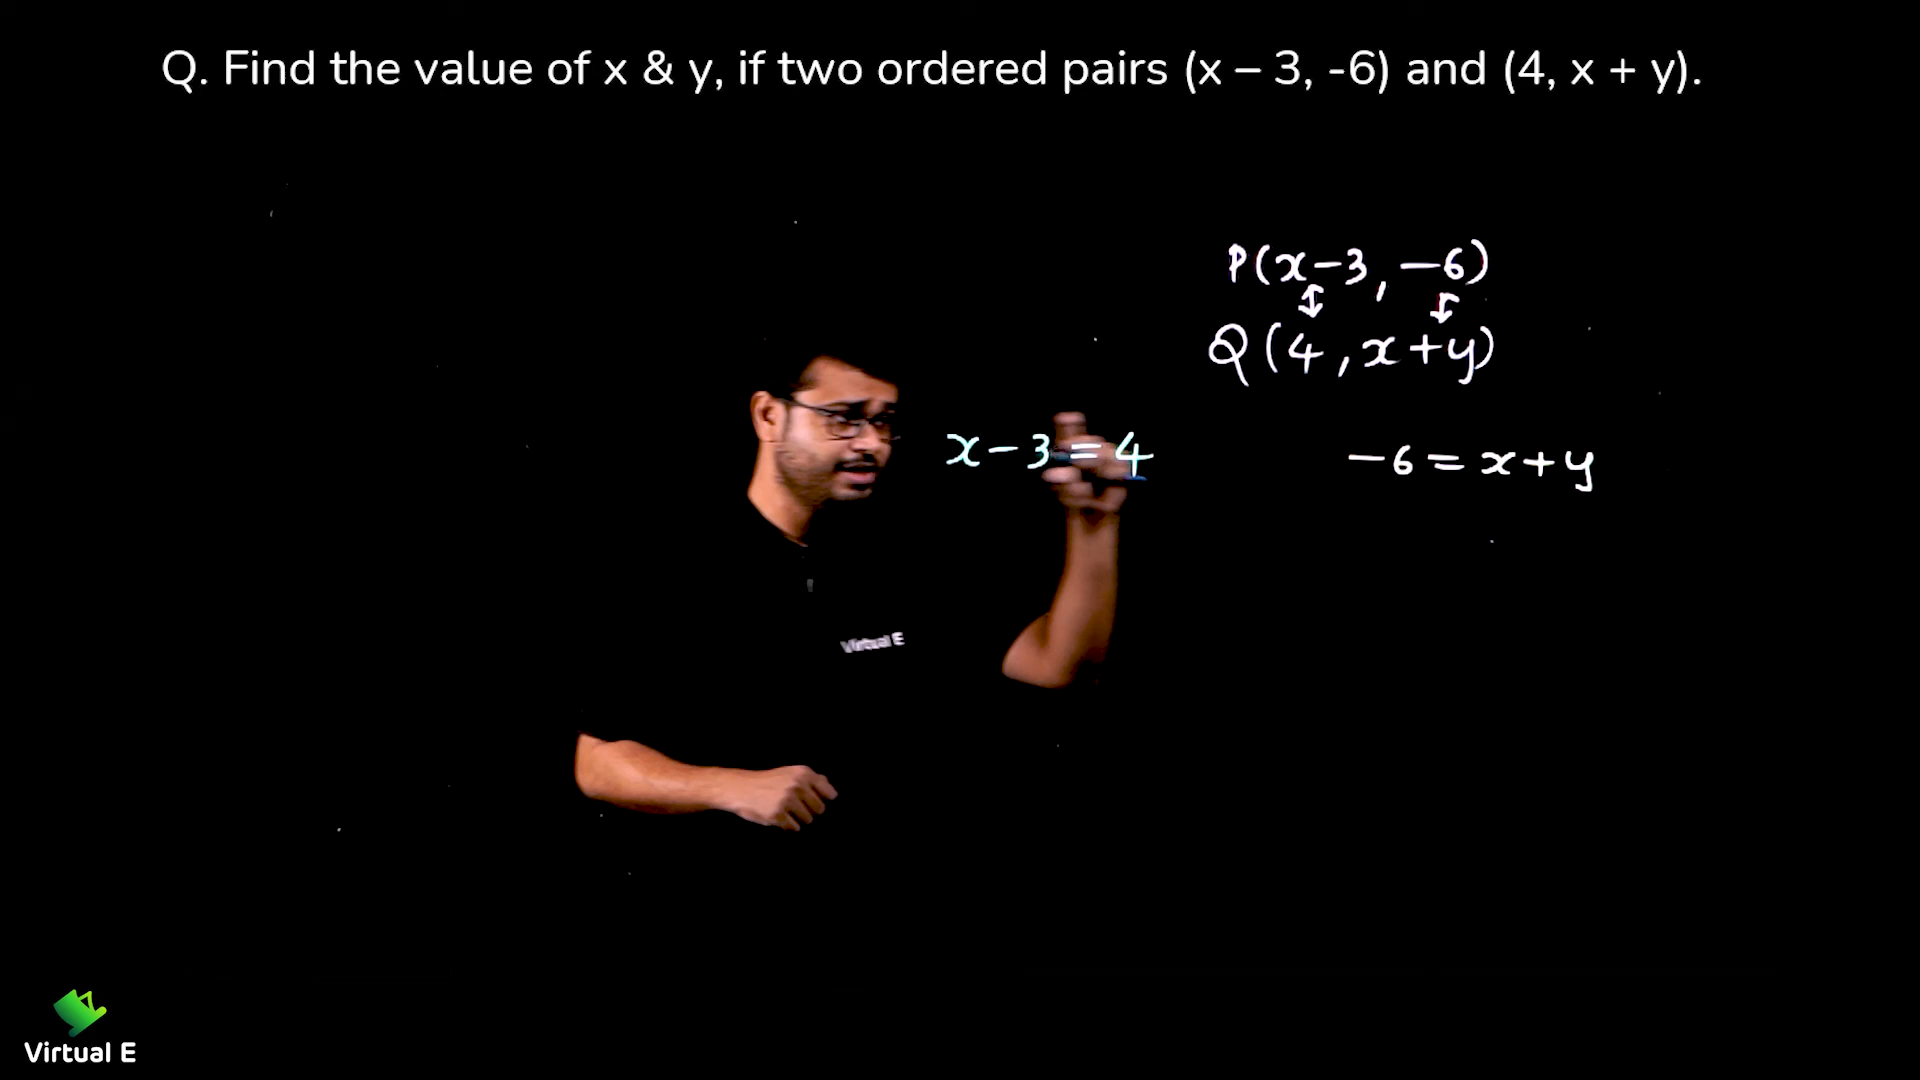 Q. Find the value of x & y, if two ordered pairs (x – 3, -6) and (4, x + y).
P(x-3, -6)
Q(4, x+y)
x-3=4
-6=x+y
Virtual E
Virtual E